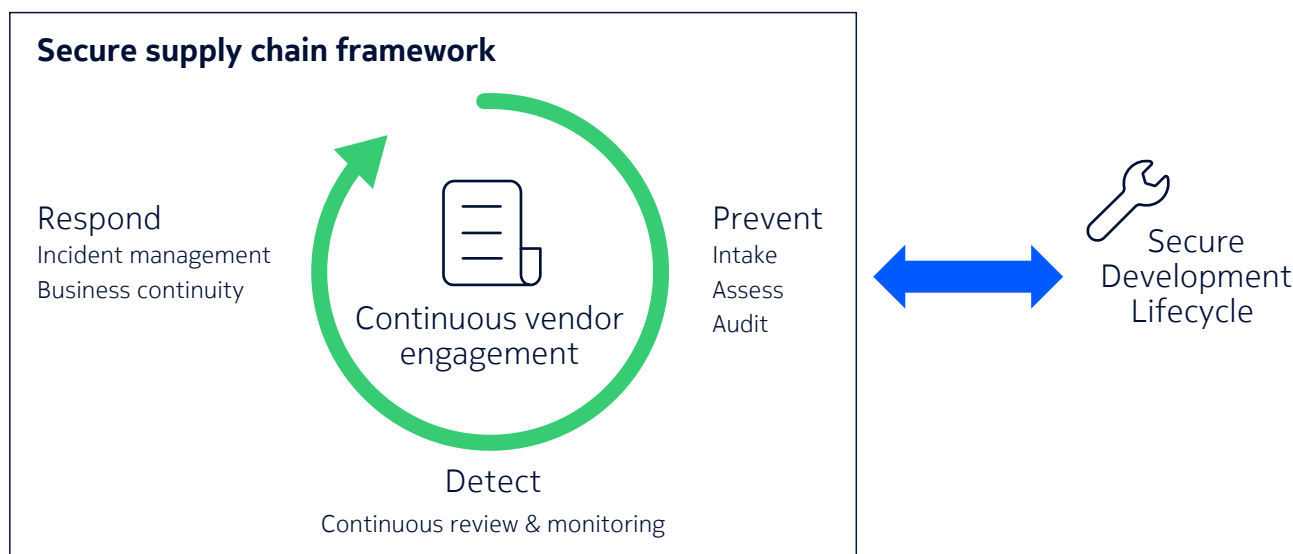 Secure supply chain framework
Respond
Incident management
Business continuity
Continuous vendor
engagement
Prevent
Intake
Assess
Audit
Detect
Continuous review & monitoring
Secure
Development
Lifecycle